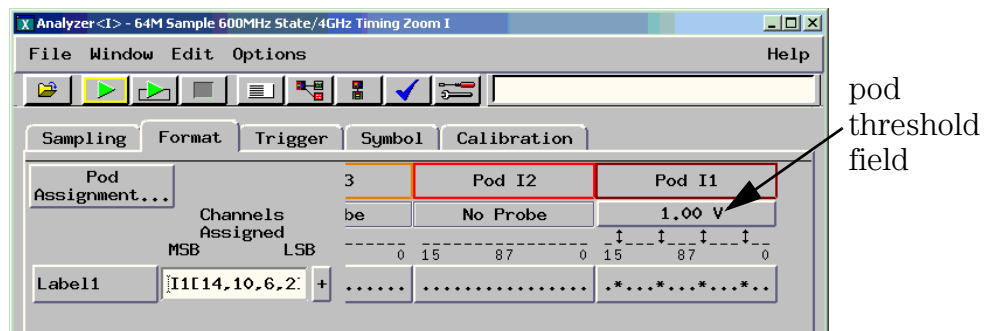 Analyzer<I> - 64M Sample 600MHz State/4GHz Timing Zoom I
File Window Edit Options Help
Sampling Format Trigger Symbol Calibration
Pod Assignment...
3 Pod I2 Pod I1
be No Probe 1.00 V
Channels
Assigned
MSB LSB
0 15 87 0 15 87 0
Label1 I1[14,10,6,2] + ...... ................ .*...*...*...*..
pod
threshold
field